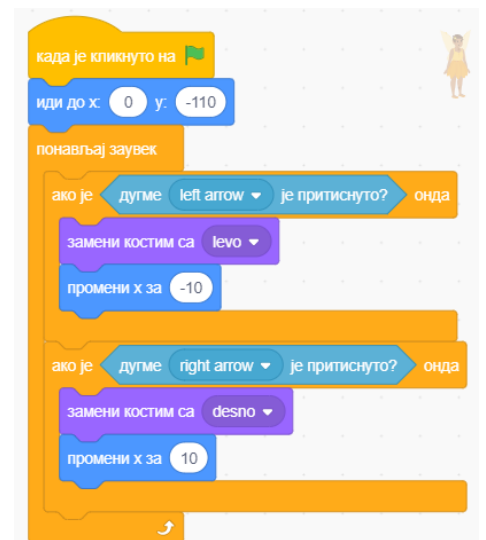 када је кликнуто на
иди до x: 0 y: -110
понављај заувек
ако је дугме left arrow је притиснуто? онда
замени костим са levo
промени x за -10
ако је дугме right arrow је притиснуто? онда
замени костим са desno
промени x за 10